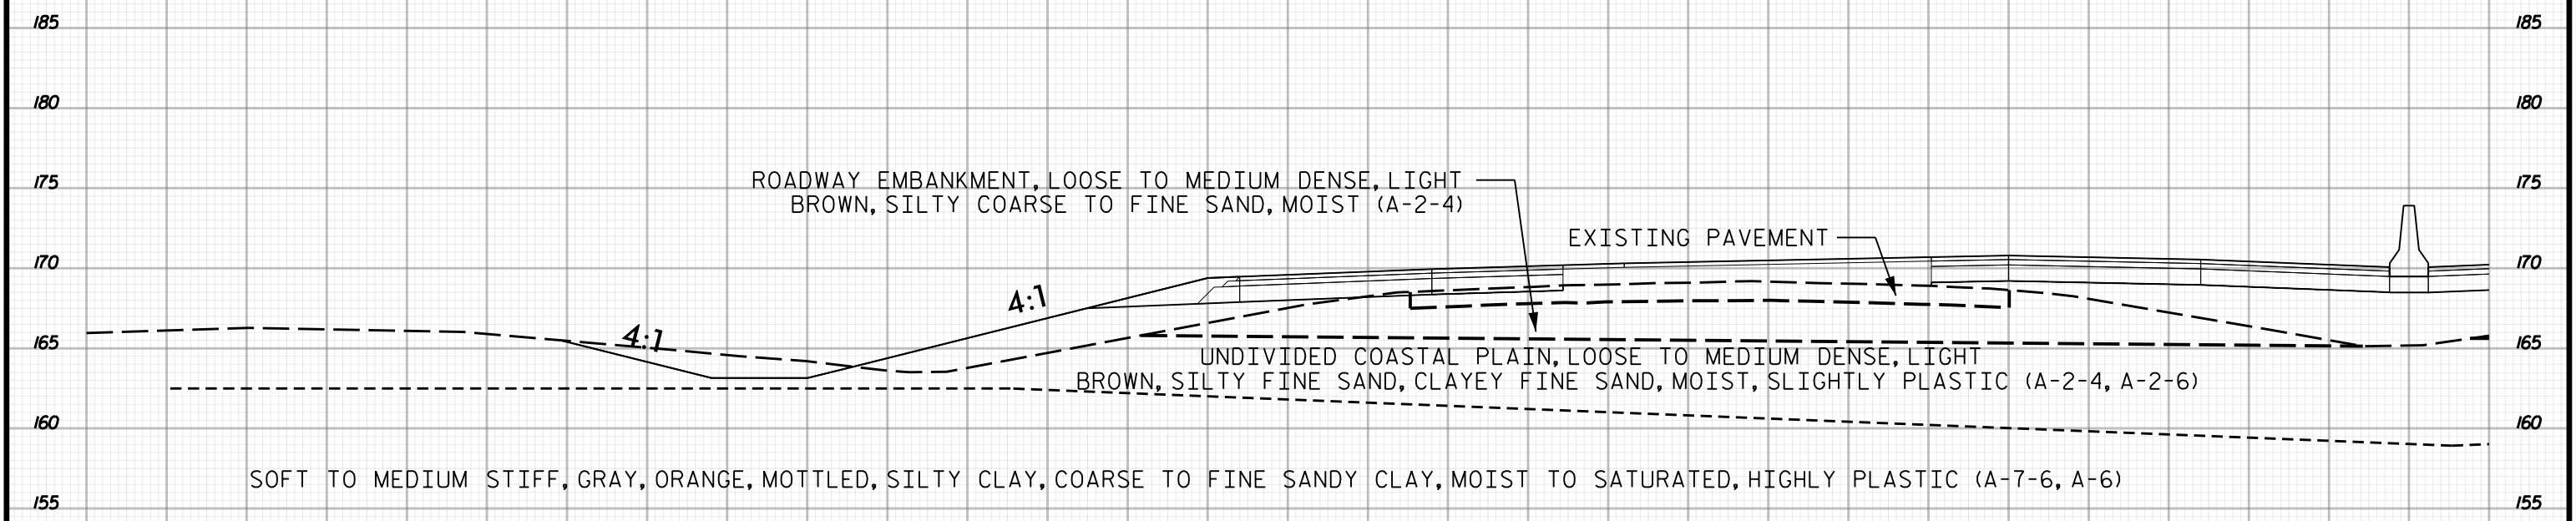 185 185
180 180
175 175
ROADWAY EMBANKMENT, LOOSE TO MEDIUM DENSE, LIGHT
BROWN, SILTY COARSE TO FINE SAND, MOIST (A-2-4)
EXISTING PAVEMENT
170 170
4:1
4:1
165 165
UNDIVIDED COASTAL PLAIN, LOOSE TO MEDIUM DENSE, LIGHT
BROWN, SILTY FINE SAND, CLAYEY FINE SAND, MOIST, SLIGHTLY PLASTIC (A-2-4, A-2-6)
160 160
SOFT TO MEDIUM STIFF, GRAY, ORANGE, MOTTLED, SILTY CLAY, COARSE TO FINE SANDY CLAY, MOIST TO SATURATED, HIGHLY PLASTIC (A-7-6, A-6)
155 155